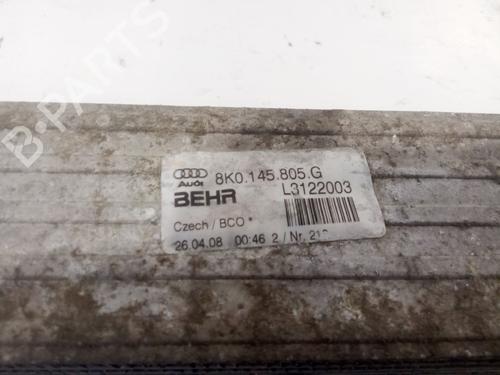 8K0.145.805.G
Audi
BEHR
L3122003
Czech / BCO *
26.04.08 00:46 2 / Nr.
B-Parts